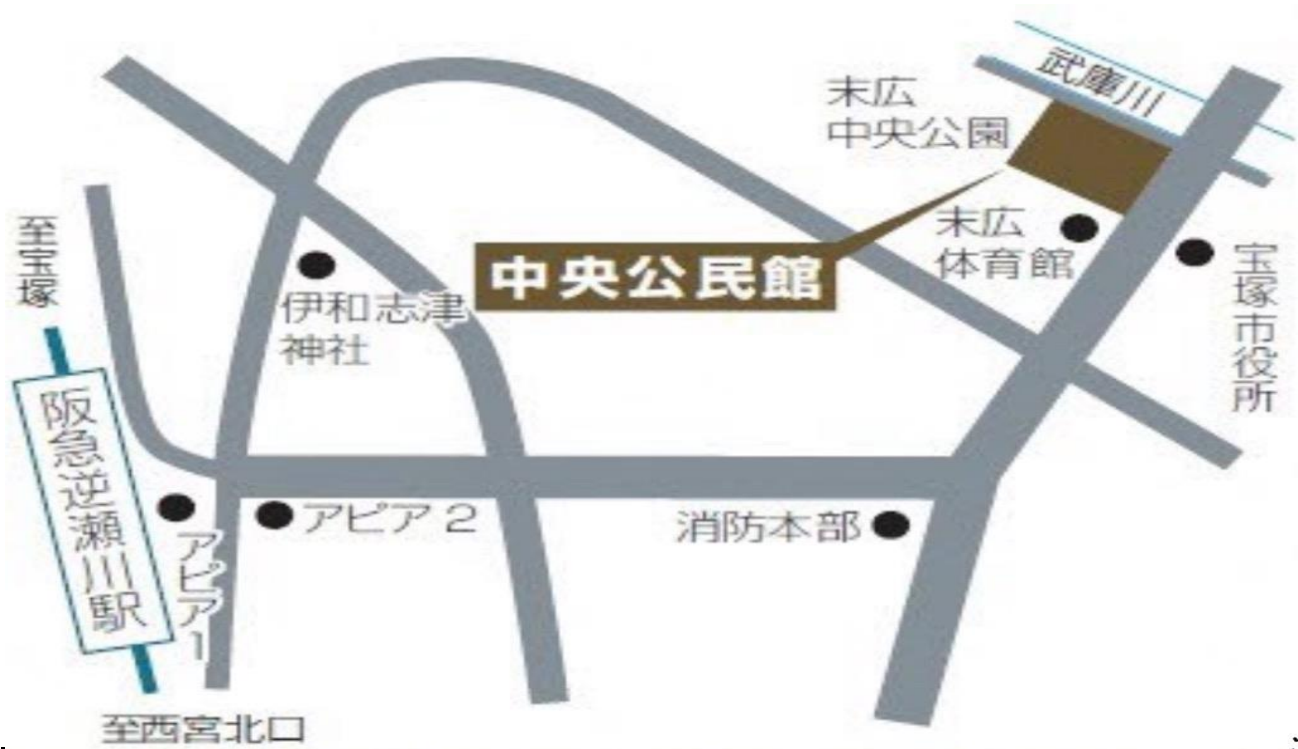 武庫川
末広
中央公園
末広
体育館
宝塚市役所
中央公民館
伊和志津
神社
至宝塚
阪急逆瀬川駅
アピア1
アピア2
消防本部
至西宮北口